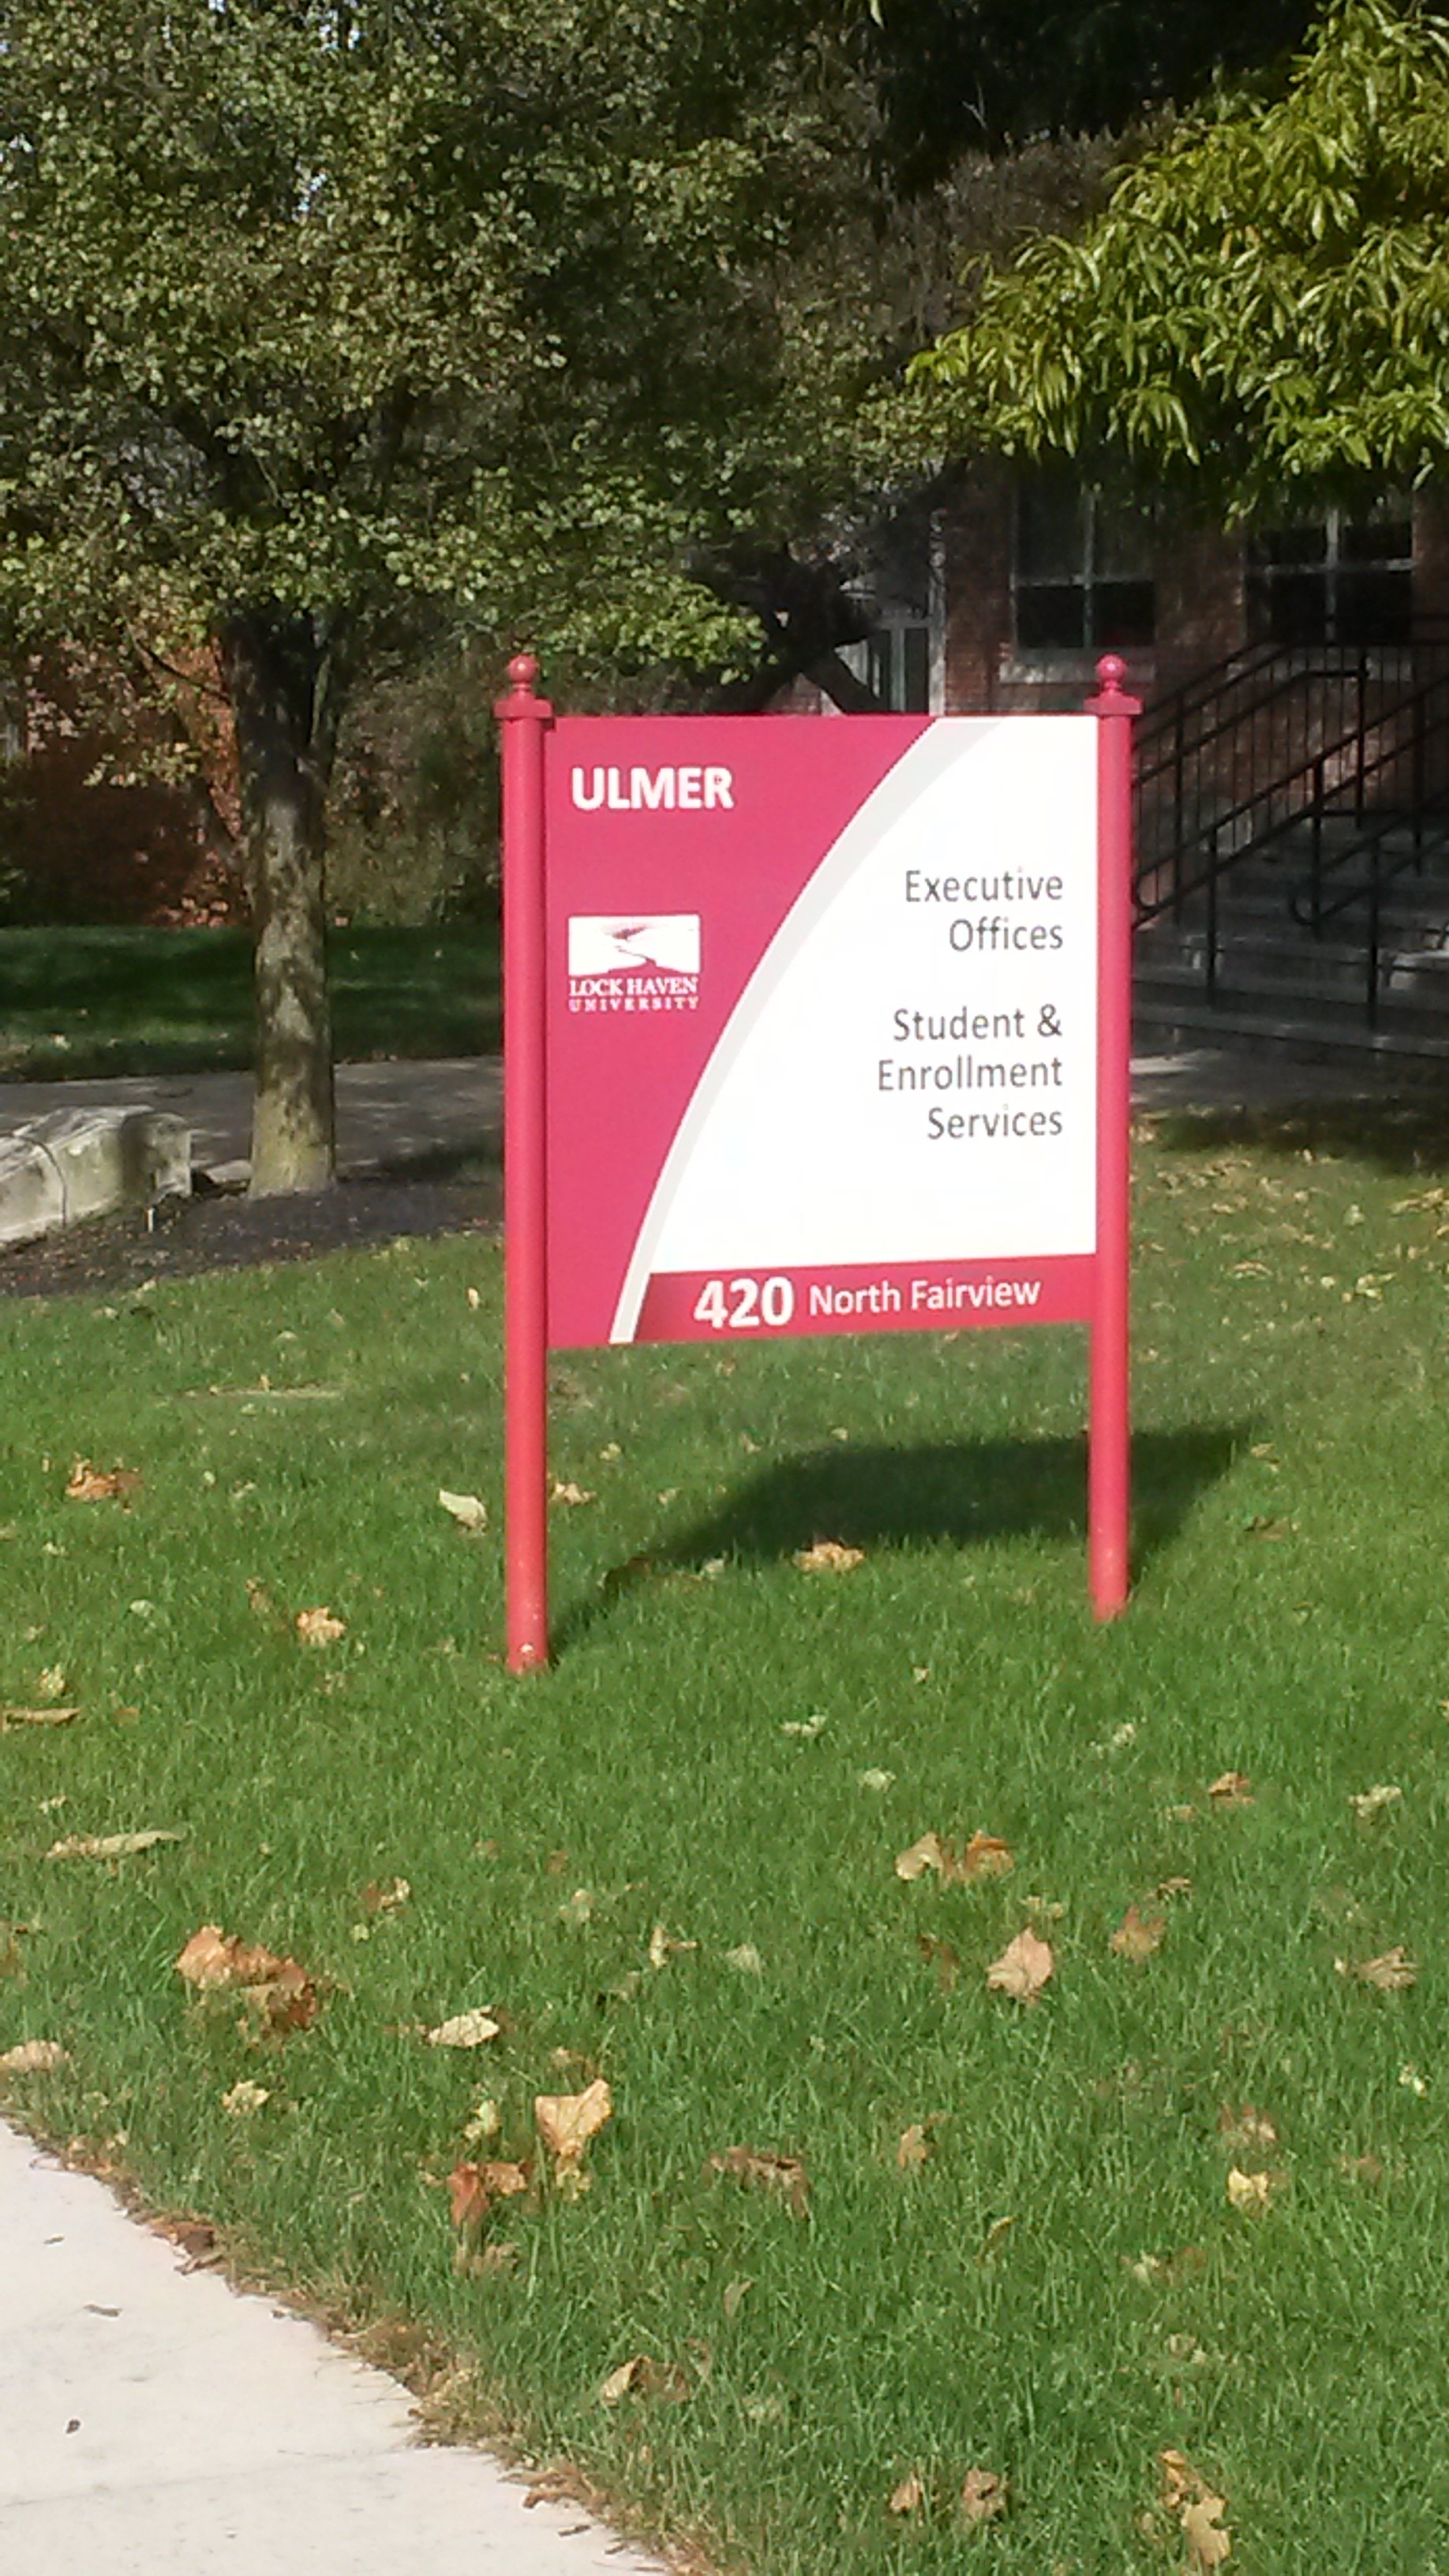 ULMER
LOCK HAVEN
UNIVERSITY
Executive
Offices
Student &
Enrollment
Services
420 North Fairview